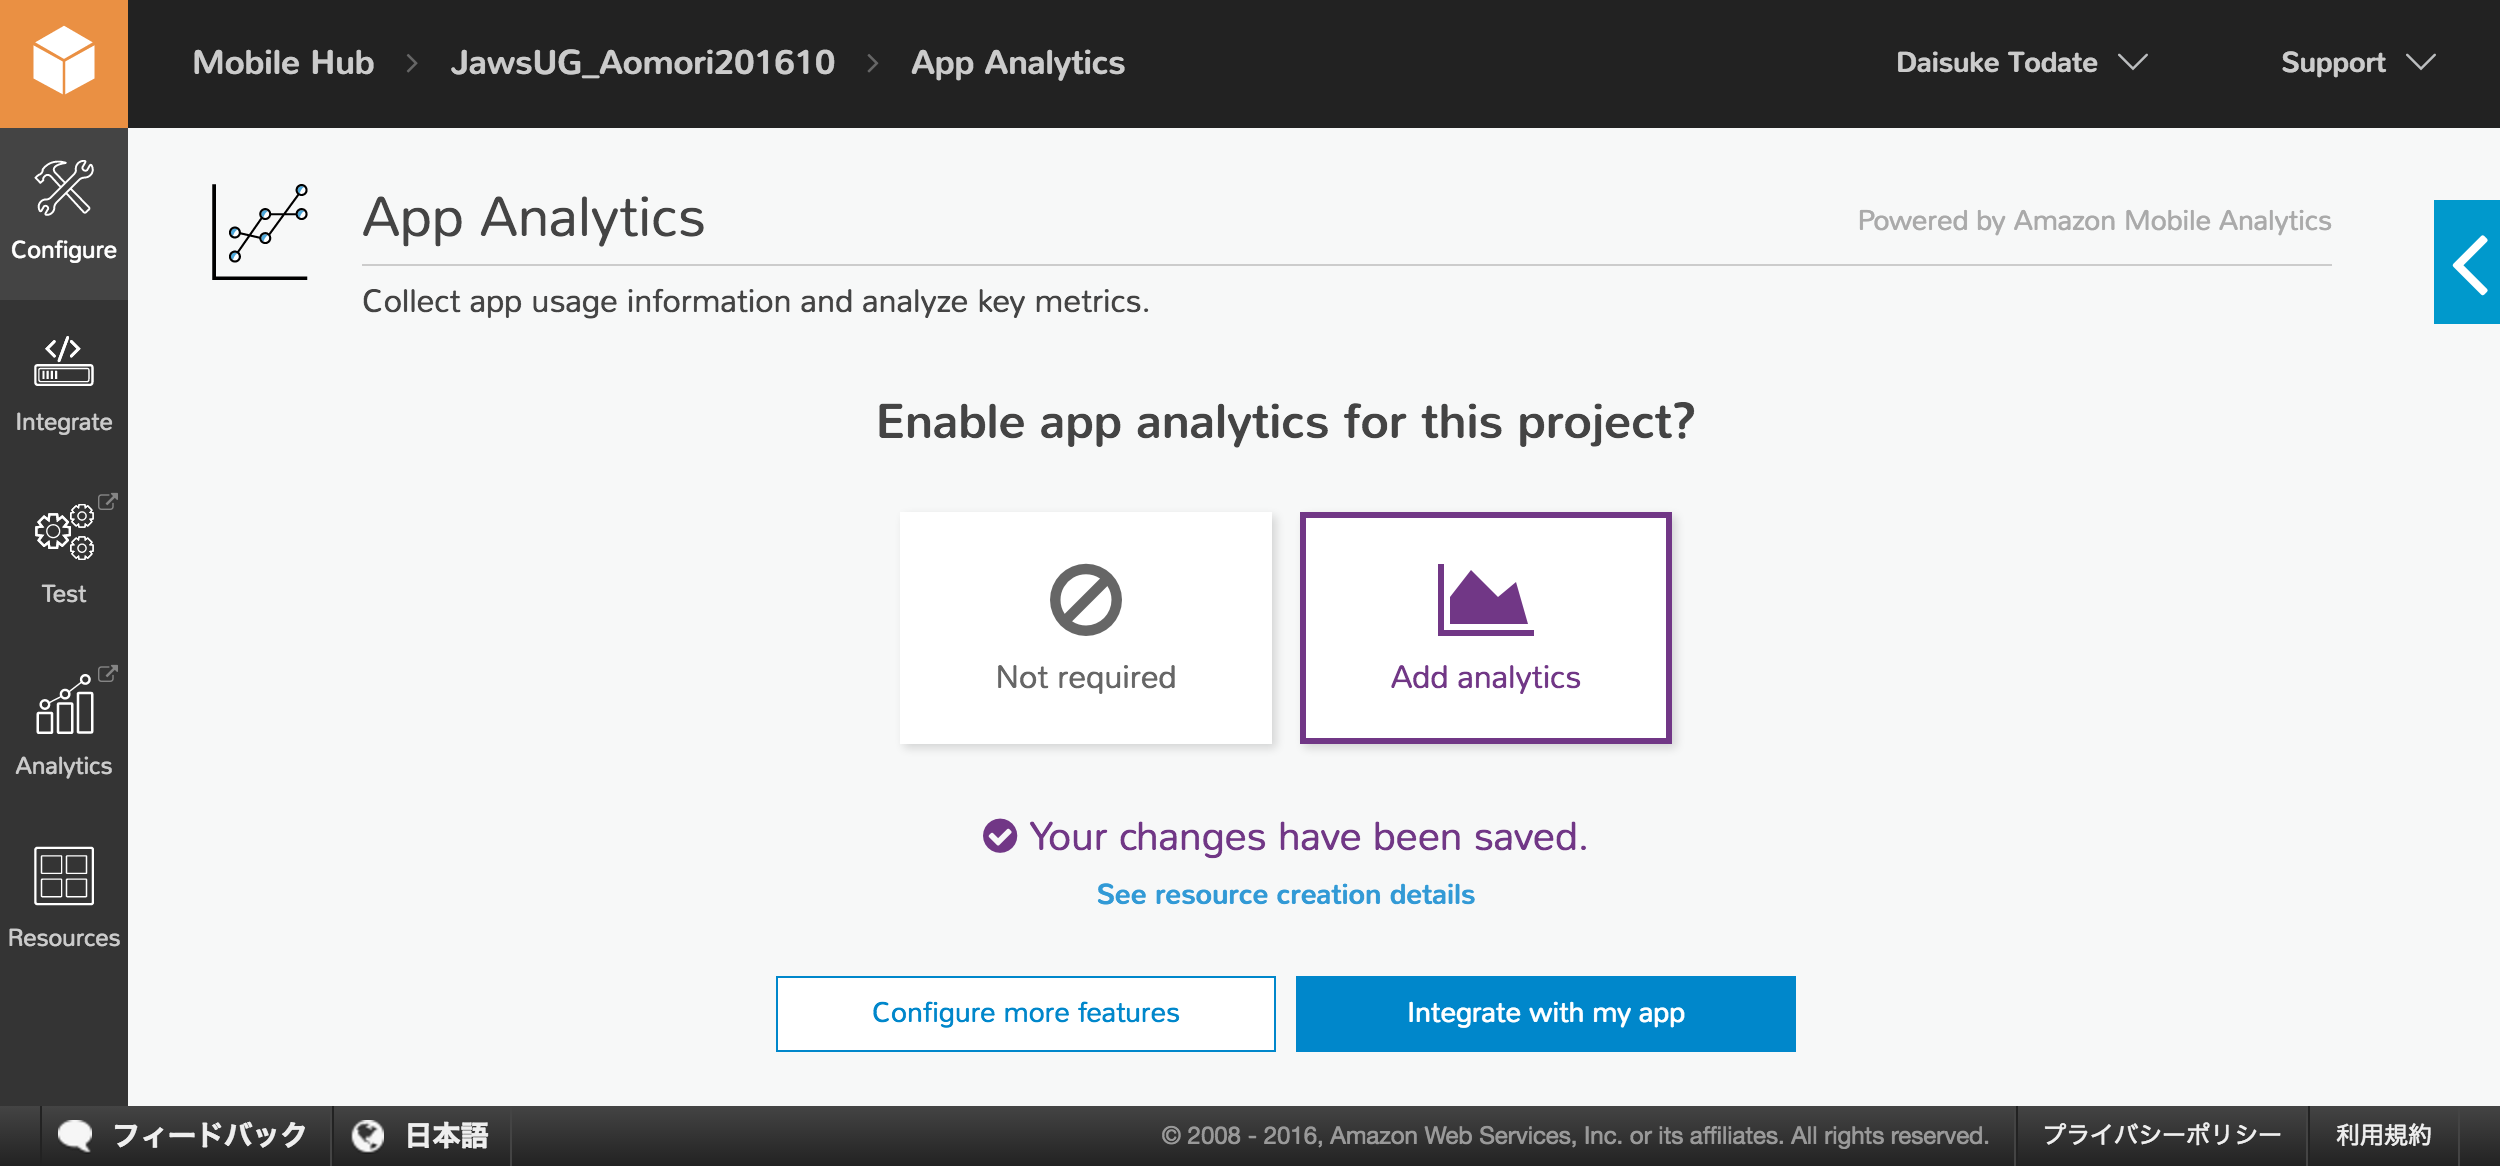 Mobile Hub > JawsUG_Aomori201610 > App Analytics
Daisuke Todate
Support
Configure
Integrate
Test
Analytics
Resources
App Analytics
Powered by Amazon Mobile Analytics
Collect app usage information and analyze key metrics.
Enable app analytics for this project?
Not required
Add analytics
Your changes have been saved.
See resource creation details
Configure more features
Integrate with my app
フィードバック
日本語
© 2008 - 2016, Amazon Web Services, Inc. or its affiliates. All rights reserved.
プライバシーポリシー
利用規約